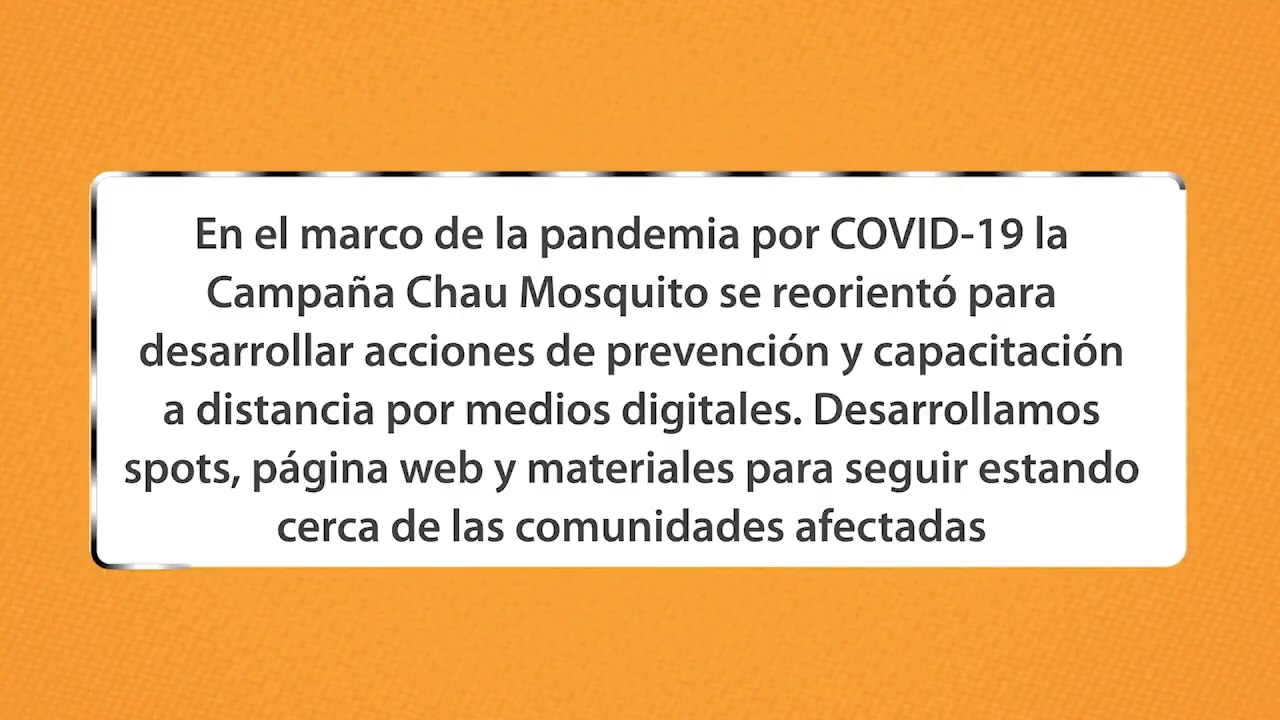 En el marco de la pandemia por COVID-19 la
Campaña Chau Mosquito se reorientó para
desarrollar acciones de prevención y capacitación
a distancia por medios digitales. Desarrollamos
spots, página web y materiales para seguir estando
cerca de las comunidades afectadas